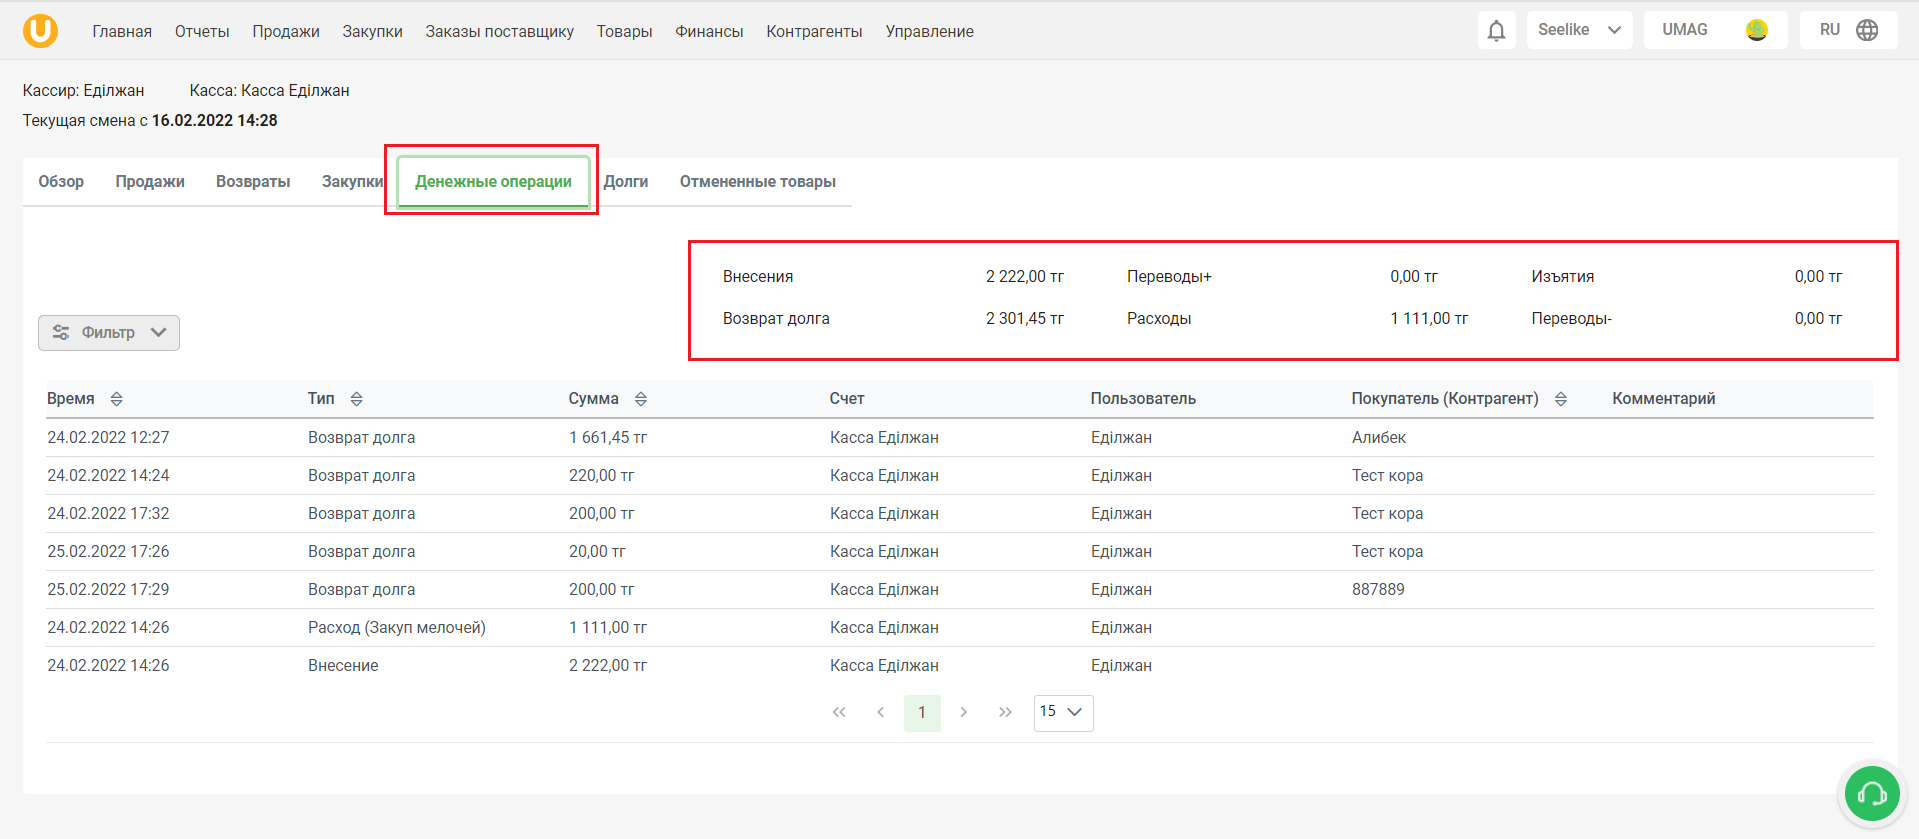 U Главная Отчеты Продажи Закупки Заказы поставщику Товары Финансы Контрагенты Управление Seelike UMAG RU
Кассир: Еділжан Касса: Касса Еділжан
Текущая смена с 16.02.2022 14:28
Обзор Продажи Возвраты Закупки Денежные операции Долги Отмененные товары
Внесения 2 222,00 тг Переводы+ 0,00 тг Изъятия 0,00 тг
Возврат долга 2 301,45 тг Расходы 1 111,00 тг Переводы- 0,00 тг
Фильтр
Время Тип Сумма Счет Пользователь Покупатель (Контрагент) Комментарий
24.02.2022 12:27 Возврат долга 1 661,45 тг Касса Еділжан Еділжан Алибек
24.02.2022 14:24 Возврат долга 220,00 тг Касса Еділжан Еділжан Тест кора
24.02.2022 17:32 Возврат долга 200,00 тг Касса Еділжан Еділжан Тест кора
25.02.2022 17:26 Возврат долга 20,00 тг Касса Еділжан Еділжан Тест кора
25.02.2022 17:29 Возврат долга 200,00 тг Касса Еділжан Еділжан 887889
24.02.2022 14:26 Расход (Закуп мелочей) 1 111,00 тг Касса Еділжан Еділжан
24.02.2022 14:26 Внесение 2 222,00 тг Касса Еділжан Еділжан
1 15